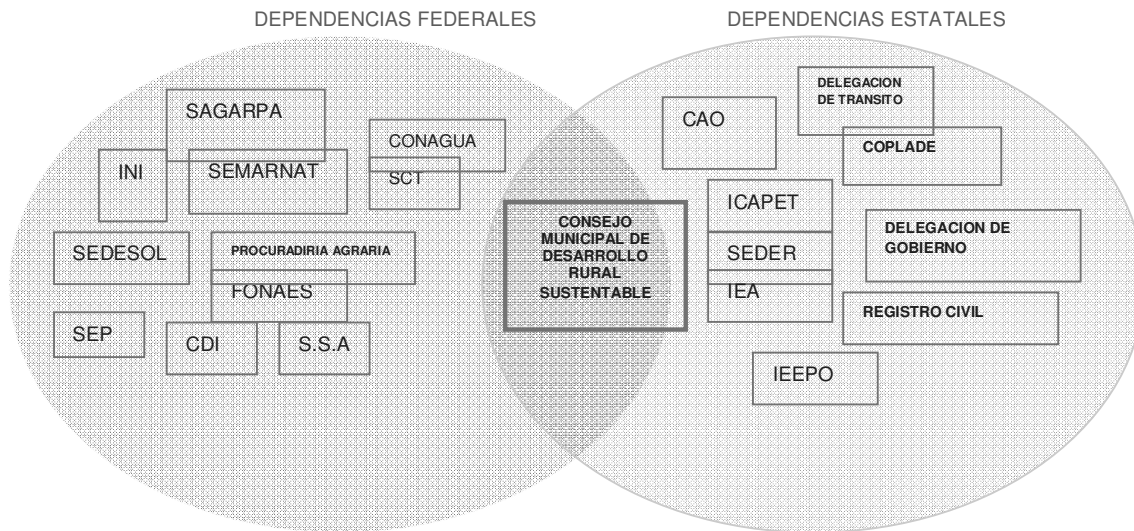 DEPENDENCIAS FEDERALES
DEPENDENCIAS ESTATALES
SAGARPA
CONAGUA
INI
SEMARNAT
SCT
SEDESOL
PROCURADIRIA AGRARIA
FONAES
SEP
CDI
S.S.A
CONSEJO
MUNICIPAL DE
DESARROLLO
RURAL
SUSTENTABLE
CAO
DELEGACION
DE TRANSITO
COPLADE
ICAPET
DELEGACION DE
GOBIERNO
SEDER
IEA
REGISTRO CIVIL
IEEPO